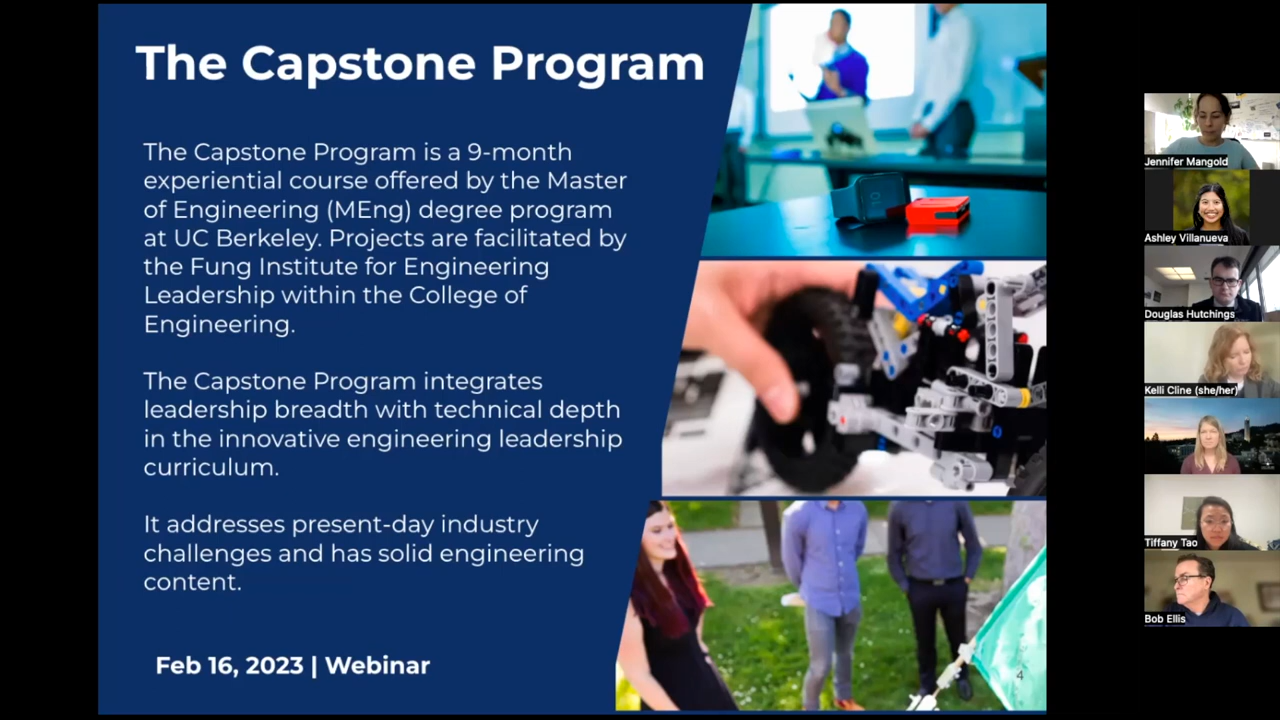 The Capstone Program
The Capstone Program is a 9-month
experiential course offered by the Master
of Engineering (MEng) degree program
at UC Berkeley. Projects are facilitated by
the Fung Institute for Engineering
Leadership within the College of
Engineering.
The Capstone Program integrates
leadership breadth with technical depth
in the innovative engineering leadership
curriculum.
It addresses present-day industry
challenges and has solid engineering
content.
Feb 16, 2023 | Webinar
4
Jennifer Mangold
Ashley Villanueva
Douglas Hutchings
Kelli Cline (she/her)
Tiffany Tao
Bob Ellis